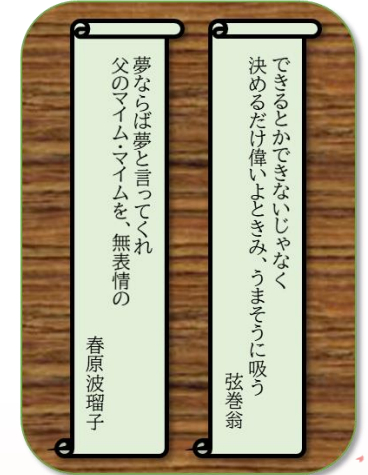 できるとかできないじゃなく
決めるだけ偉いよときみ、うまそうに吸う
弦巻翁
夢ならば夢と言ってくれ
父のマイム・マイムを、無表情の
春原波瑠子